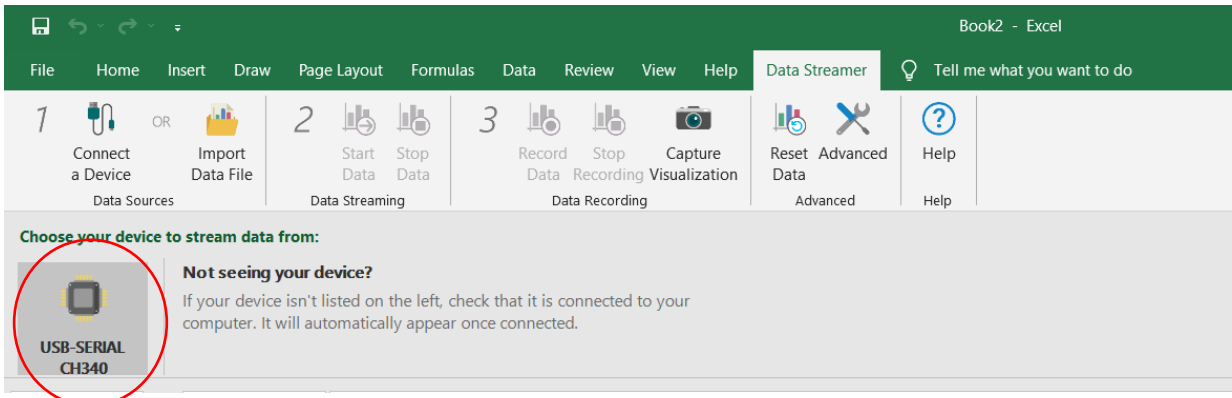 Book2 - Excel
File Home Insert Draw Page Layout Formulas Data Review View Help Data Streamer Tell me what you want to do
1 OR 2 3
Connect Import Start Stop Record Stop Capture Reset Advanced Help
a Device Data File Data Data Data Recording Visualization Data
Data Sources Data Streaming Data Recording Advanced Help
Choose your device to stream data from:
Not seeing your device?
If your device isn't listed on the left, check that it is connected to your
computer. It will automatically appear once connected.
USB-SERIAL
CH340